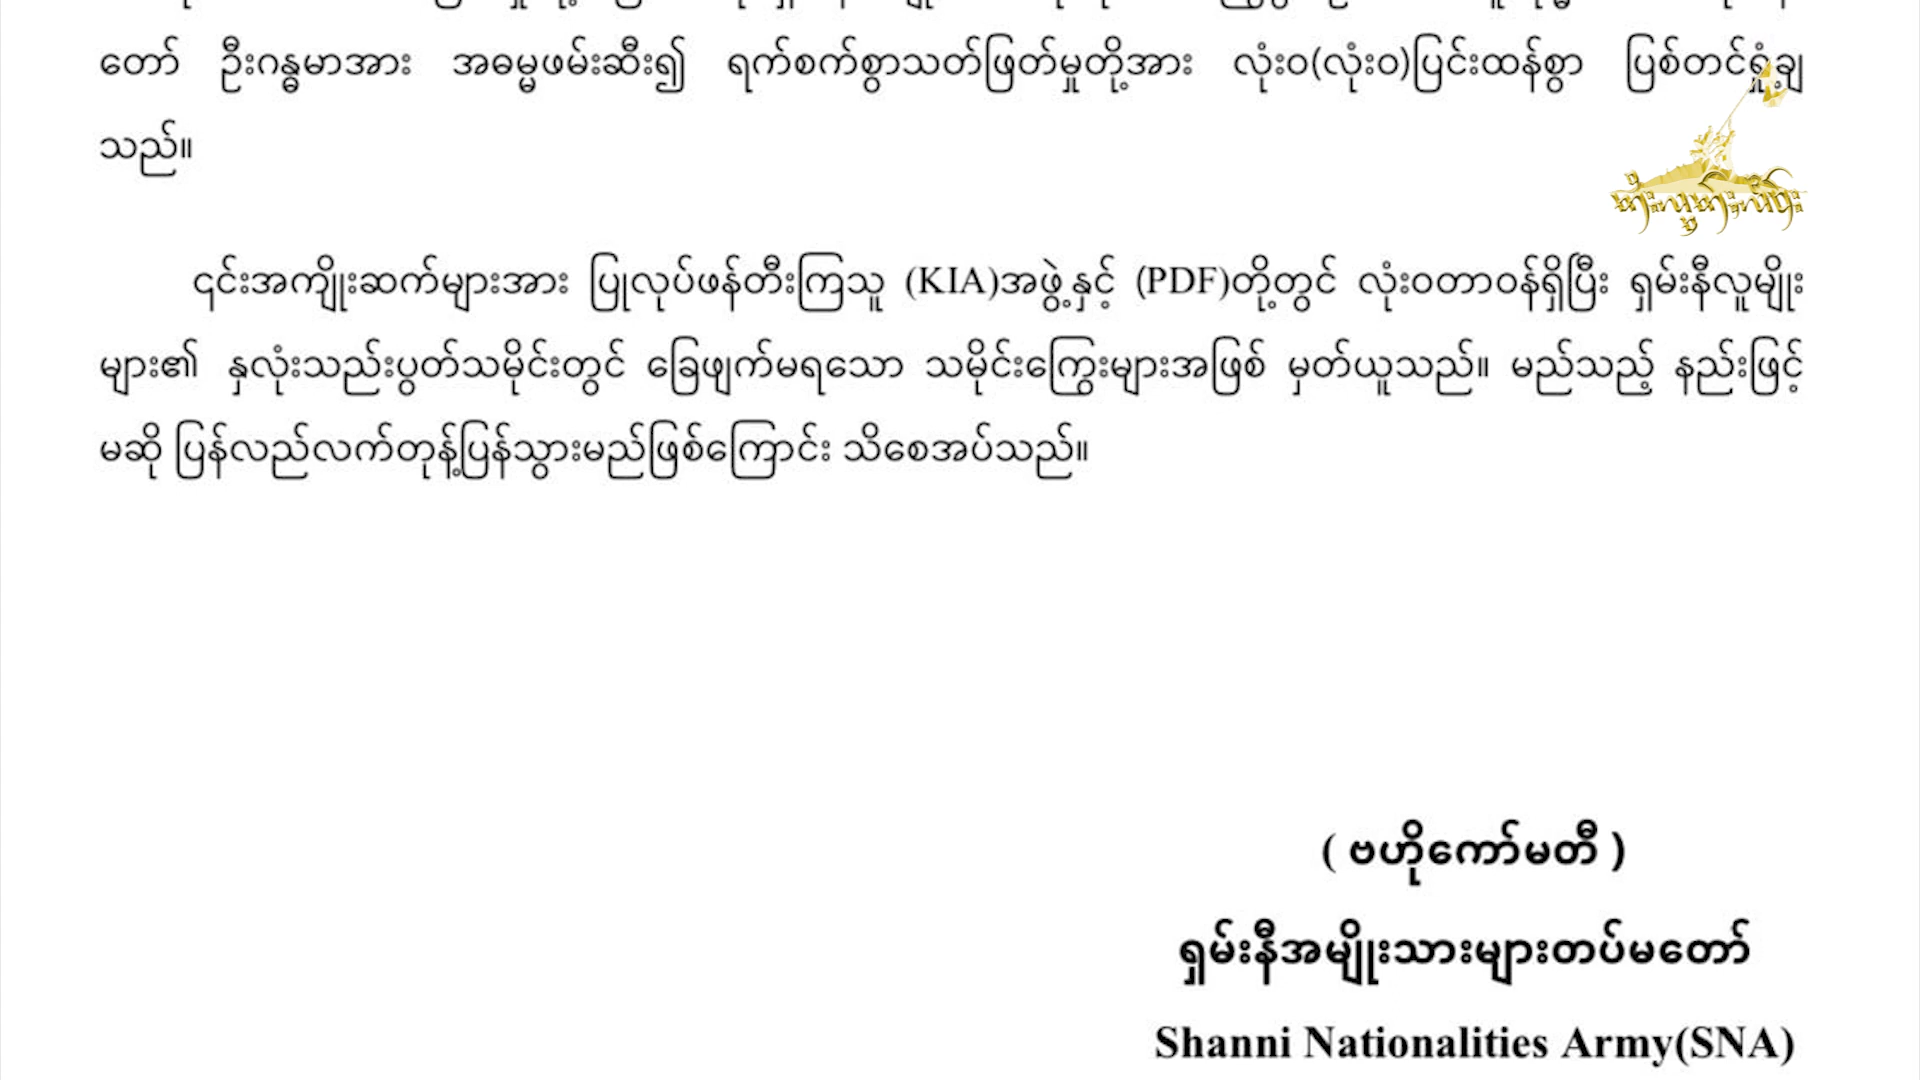 တော် ဦးဂန္ဓမာအား အဓမ္မဖမ်းဆီး၍ ရက်စက်စွာသတ်ဖြတ်မှုတို့အား လုံးဝ(လုံးဝ)ပြင်းထန်စွာ ပြစ်တင်ရှုံ့ချ
သည်။
၎င်းအကျိုးဆက်များအား ပြုလုပ်ဖန်တီးကြသူ (KIA)အဖွဲ့နှင့် (PDF)တို့တွင် လုံးဝတာဝန်ရှိပြီး ရှမ်းနီလူမျိုး
များ၏ နှလုံးသည်းပွတ်သမိုင်းတွင် ခြေဖျက်မရသော သမိုင်းကြွေးများအဖြစ် မှတ်ယူသည်။ မည်သည့် နည်းဖြင့်
မဆို ပြန်လည်လက်တုန့်ပြန်သွားမည်ဖြစ်ကြောင်း သိစေအပ်သည်။
( ဗဟိုကော်မတီ )
ရှမ်းနီအမျိုးသားများတပ်မတော်
Shanni Nationalities Army(SNA)